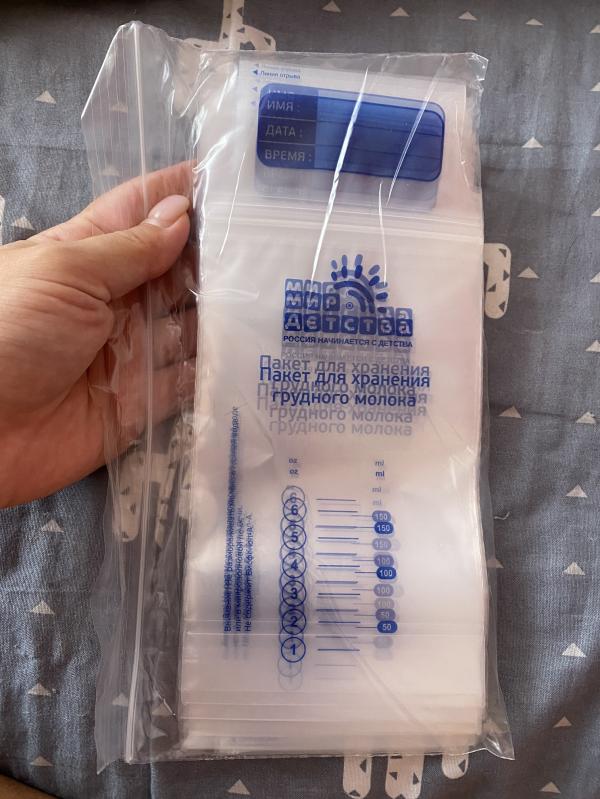 Линия отрыва
ИМЯ :
ДАТА :
ВРЕМЯ :
МИР
ДЕТСТВА
РОССИЯ НАЧИНАЕТСЯ С ДЕТСТВА
Пакет для хранения
грудного молока
oz ml
6
150
5
4
100
3
2
50
1